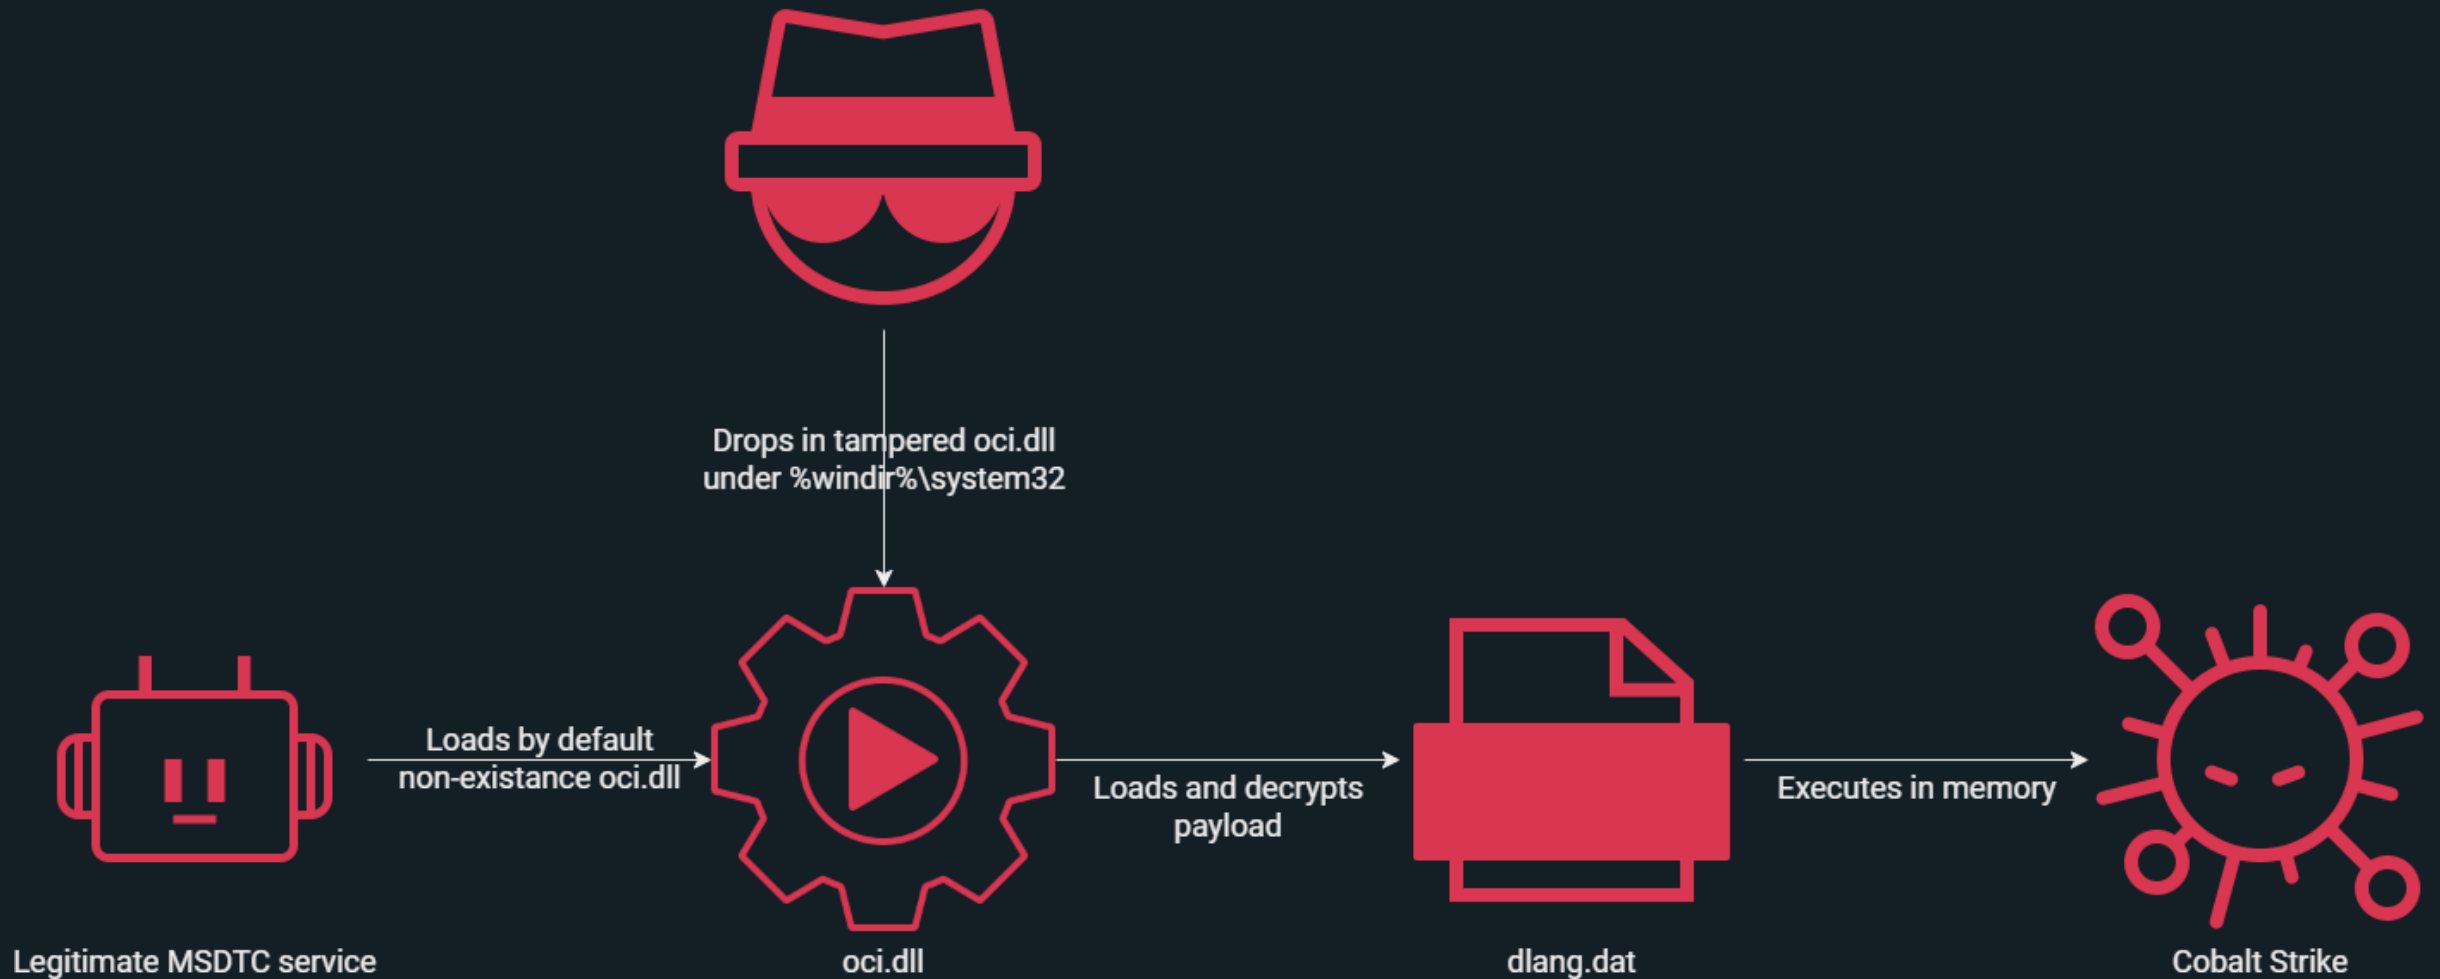 Drops in tampered oci.dll
under %windir%\system32
Loads by default
non-existance oci.dll
Loads and decrypts
payload
Executes in memory
Legitimate MSDTC service
oci.dll
dlang.dat
Cobalt Strike